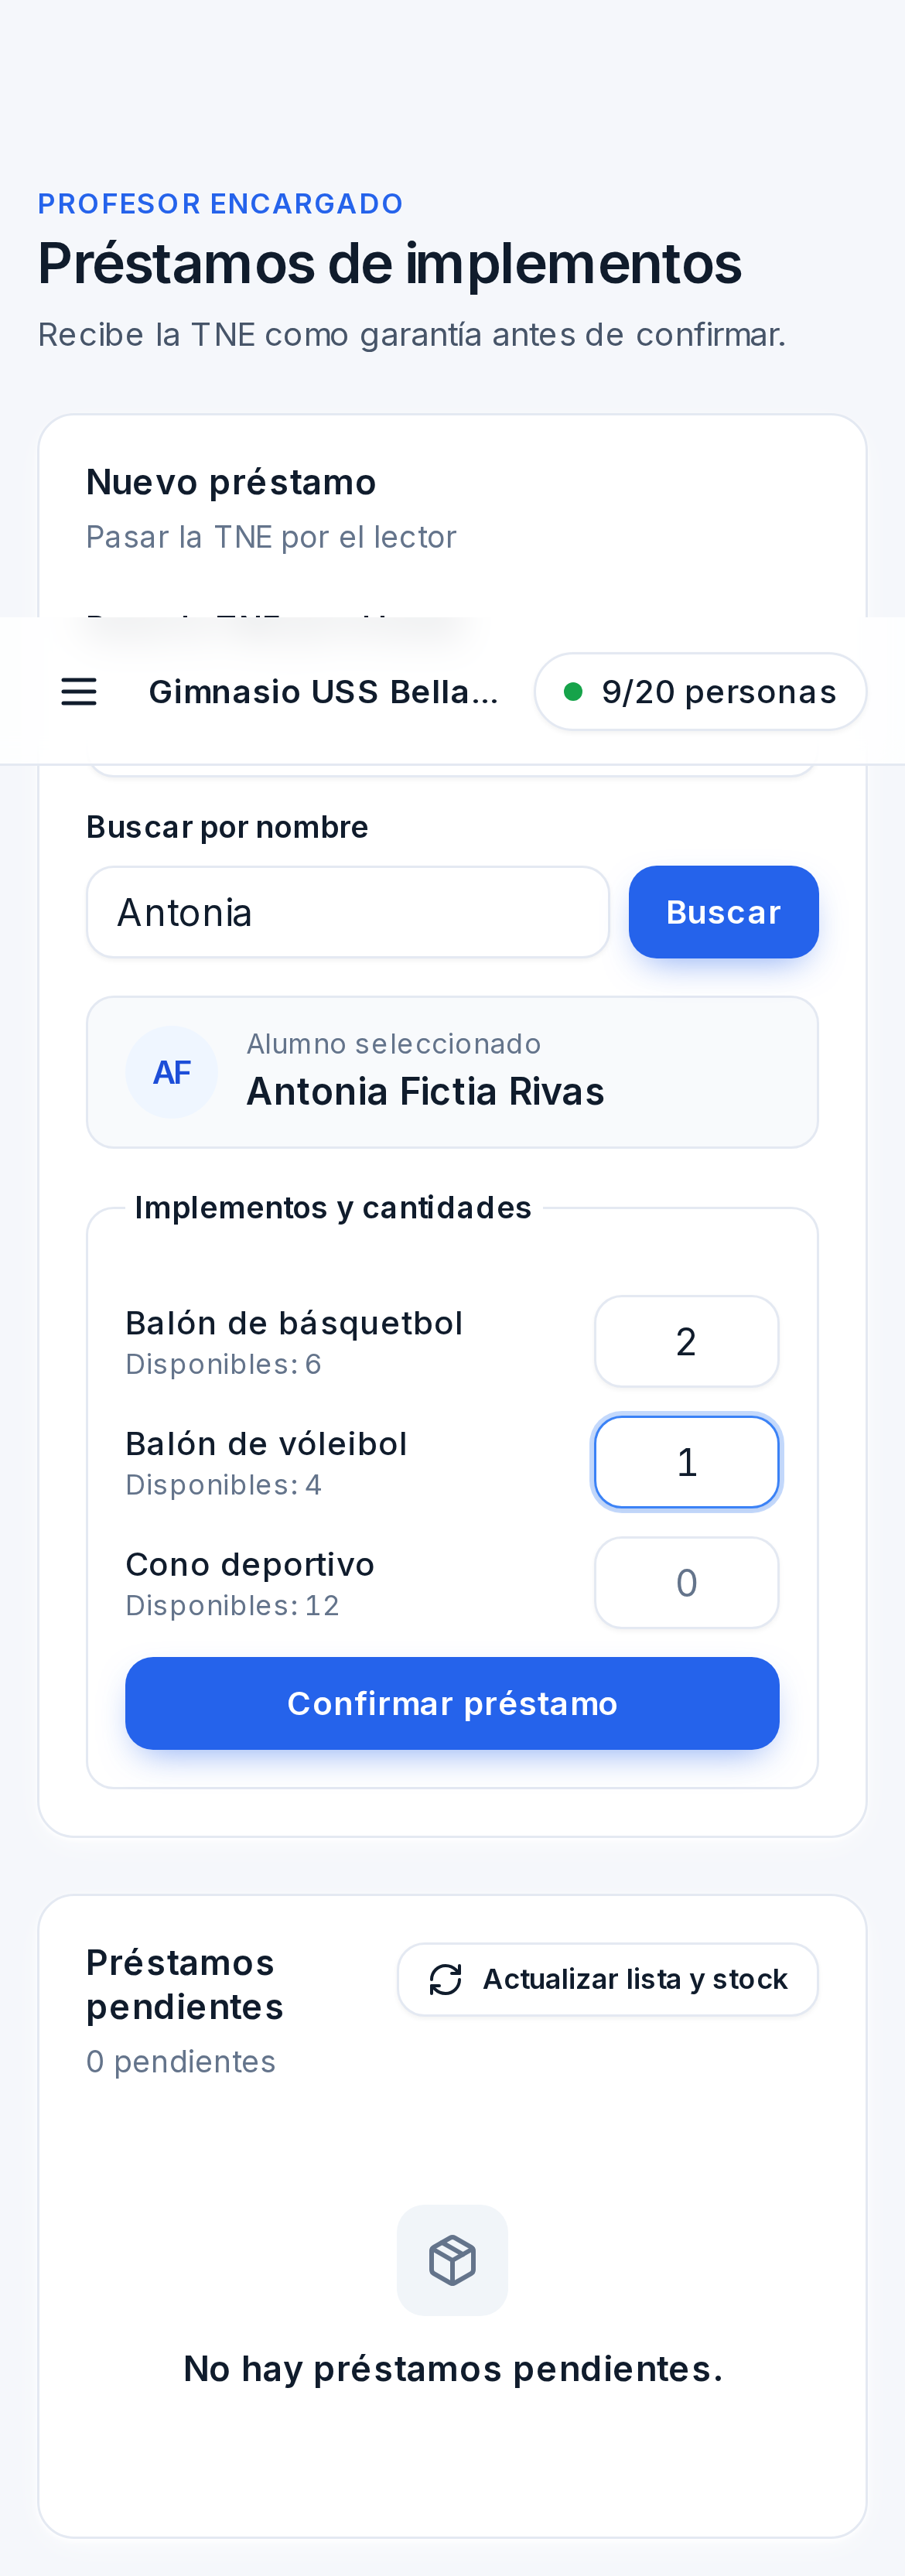 PROFESOR ENCARGADO
Préstamos de implementos
Recibe la TNE como garantía antes de confirmar.
Nuevo préstamo
Pasar la TNE por el lector
Gimnasio USS Bella...
9/20 personas
Buscar por nombre
Antonia
Buscar
AF
Alumno seleccionado
Antonia Fictia Rivas
Implementos y cantidades
Balón de básquetbol
Disponibles: 6
2
Balón de vóleibol
Disponibles: 4
1
Cono deportivo
Disponibles: 12
0
Confirmar préstamo
Préstamos
pendientes
Actualizar lista y stock
0 pendientes
No hay préstamos pendientes.